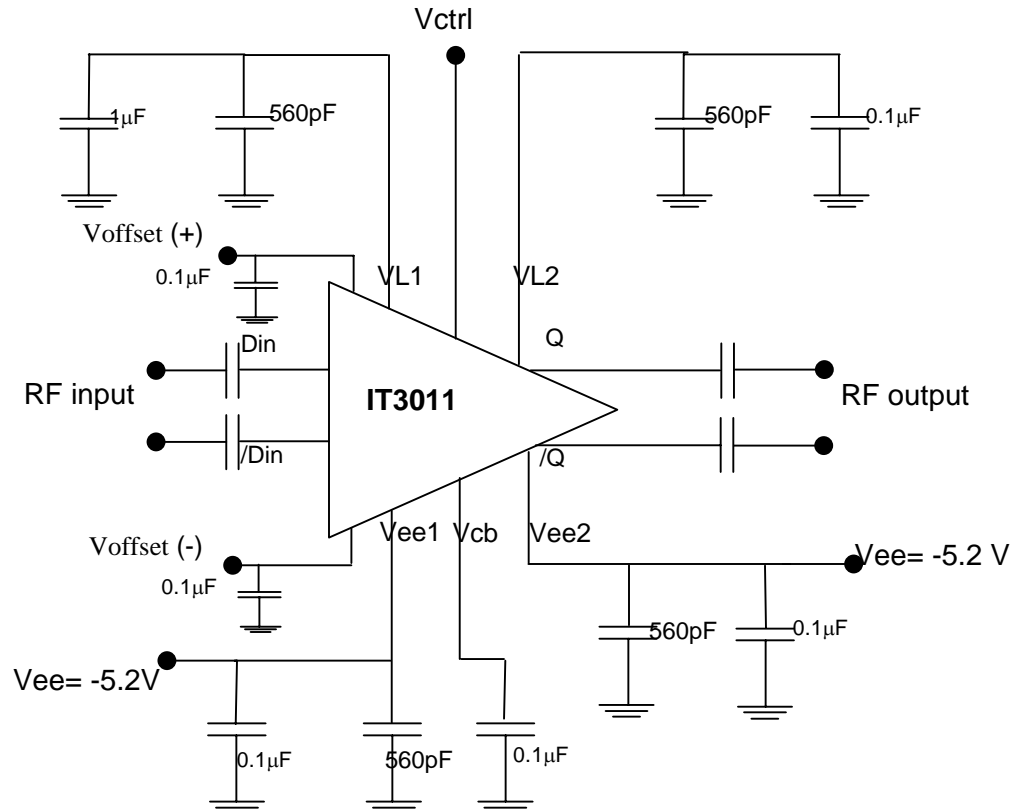 Vctrl
1μF
560pF
560pF
0.1μF
Voffset (+)
0.1μF
VL1
VL2
Din
Q
RF input
IT3011
RF output
/Din
/Q
Vee1
Vcb
Vee2
Voffset (-)
0.1μF
Vee= -5.2 V
560pF
0.1μF
Vee= -5.2V
0.1μF
560pF
0.1μF